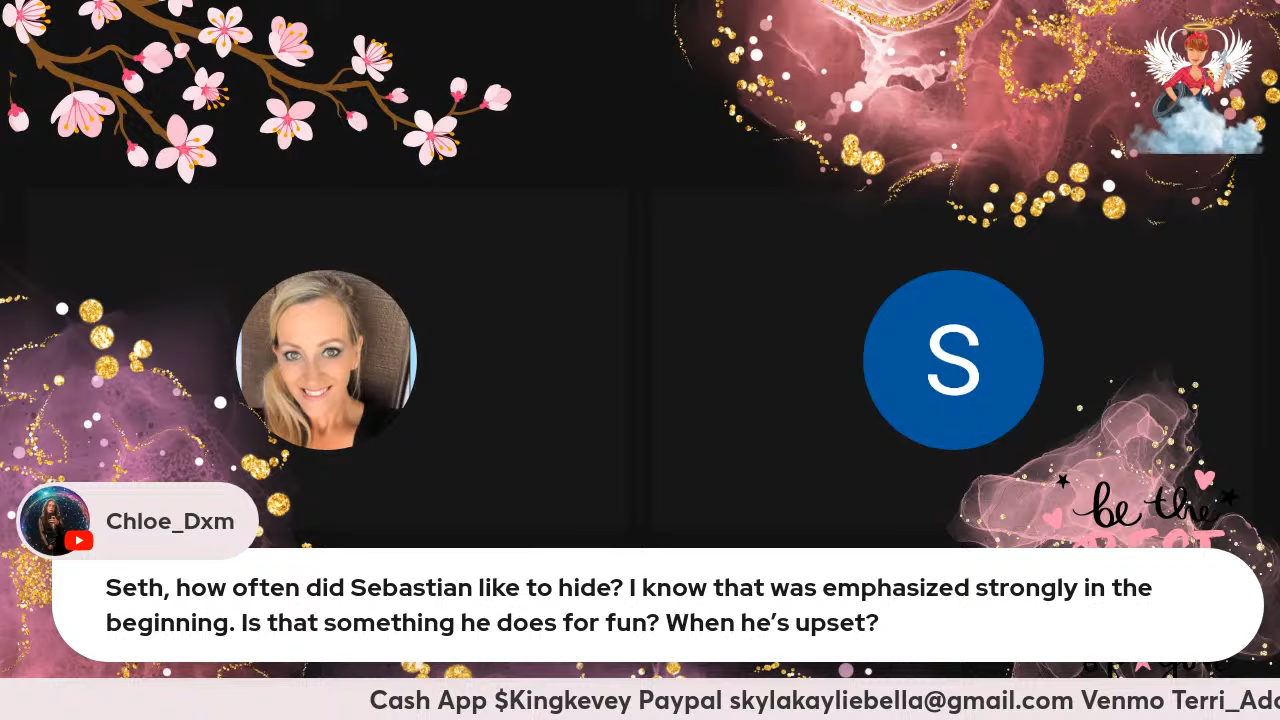 S
be the
Chloe_Dxm
Seth, how often did Sebastian like to hide? I know that was emphasized strongly in the
beginning. Is that something he does for fun? When he’s upset?
Cash App $Kingkevey Paypal skylakayliebella@gmail.com Venmo